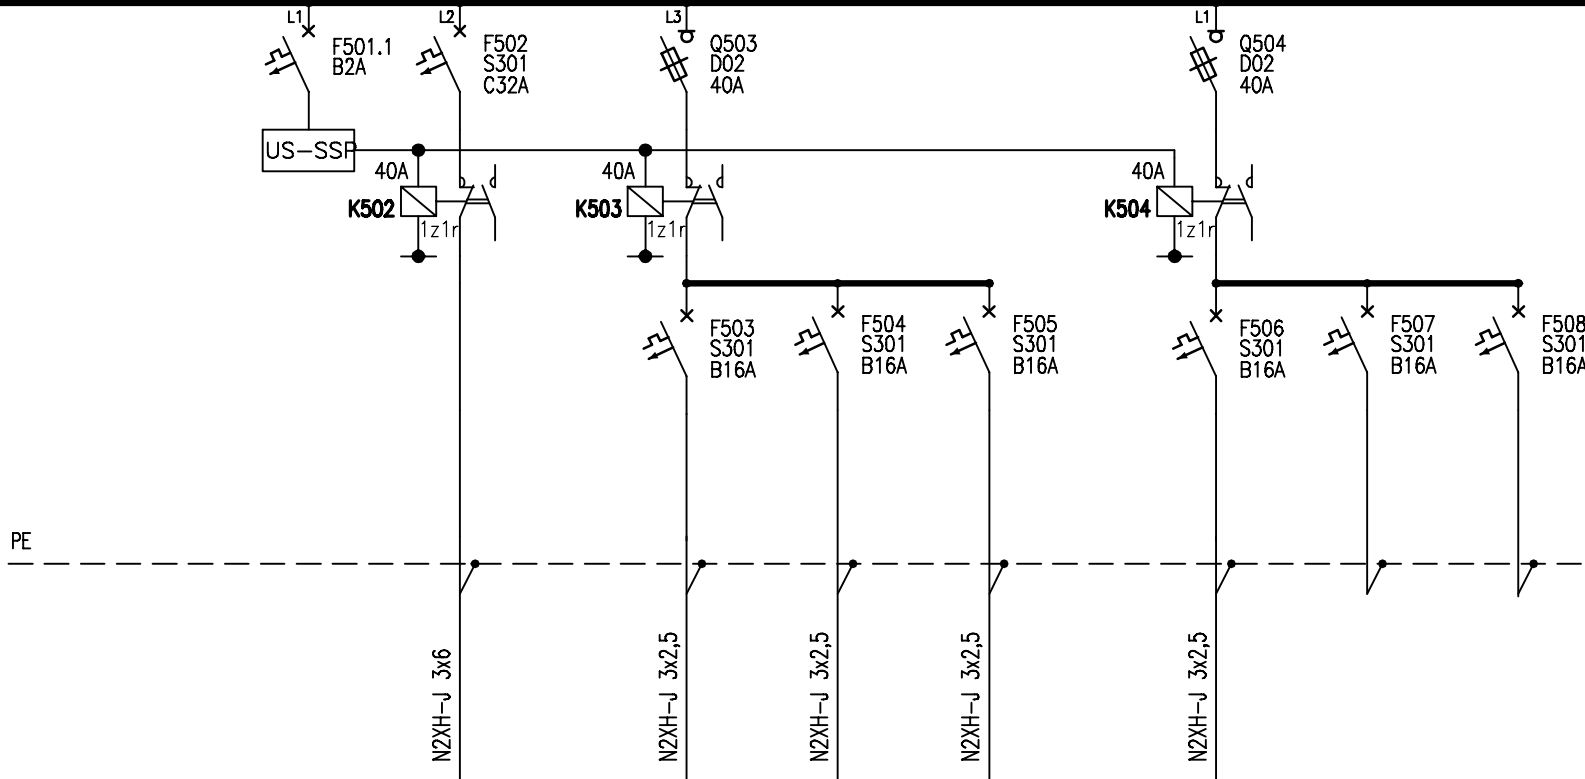 L1
F501.1
B2A
L2
F502
S301
C32A
L3
Q503
D02
40A
L1
Q504
D02
40A
US-SSP
40A
K502
1z1r
40A
K503
1z1r
40A
K504
1z1r
F503
S301
B16A
F504
S301
B16A
F505
S301
B16A
F506
S301
B16A
F507
S301
B16A
F508
S301
B16A
PE
N2XH-J 3x6
N2XH-J 3x2,5
N2XH-J 3x2,5
N2XH-J 3x2,5
N2XH-J 3x2,5